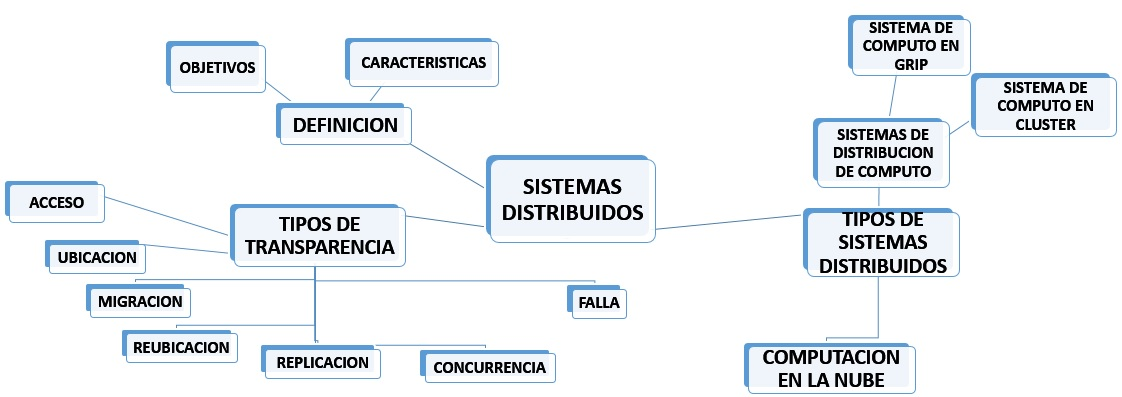 SISTEMA DE
COMPUTO EN
GRIP
OBJETIVOS
CARACTERISTICAS
SISTEMA DE
COMPUTO EN
CLUSTER
DEFINICION
SISTEMAS DE
DISTRIBUCION
DE COMPUTO
SISTEMAS
DISTRIBUIDOS
ACCESO
TIPOS DE
TRANSPARENCIA
TIPOS DE
SISTEMAS
DISTRIBUIDOS
UBICACION
MIGRACION
FALLA
REUBICACION
REPLICACION
CONCURRENCIA
COMPUTACION
EN LA NUBE